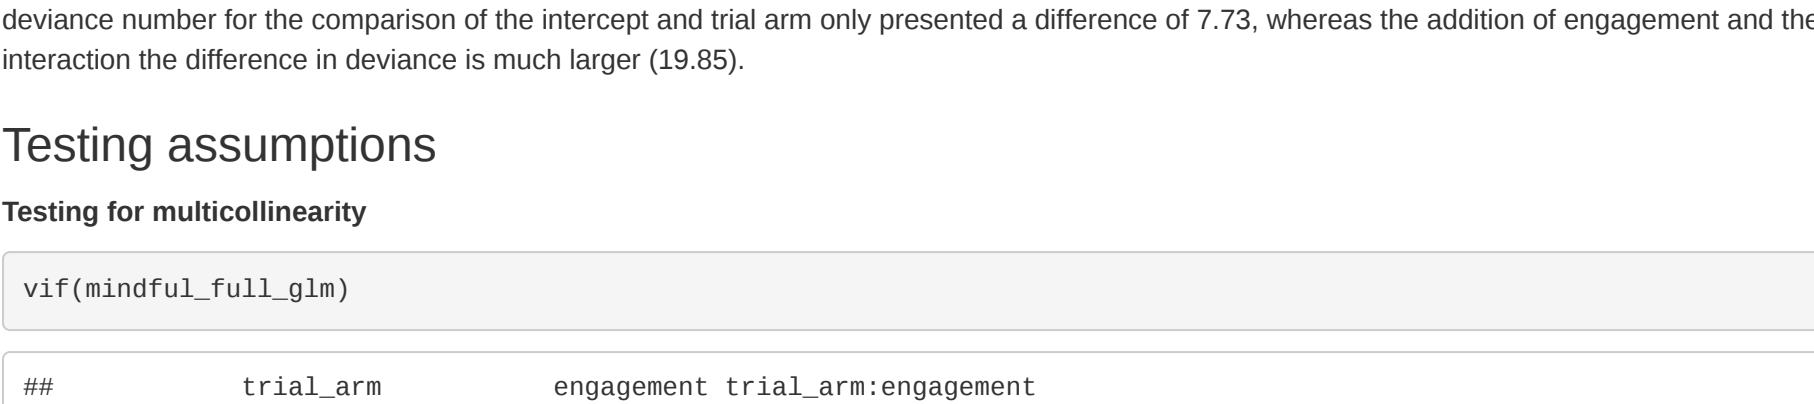 deviance number for the comparison of the intercept and trial arm only presented a difference of 7.73, whereas the addition of engagement and the
interaction the difference in deviance is much larger (19.85).
Testing assumptions
Testing for multicollinearity
vif(mindful_full_glm)
## trial_arm engagement trial_arm:engagement